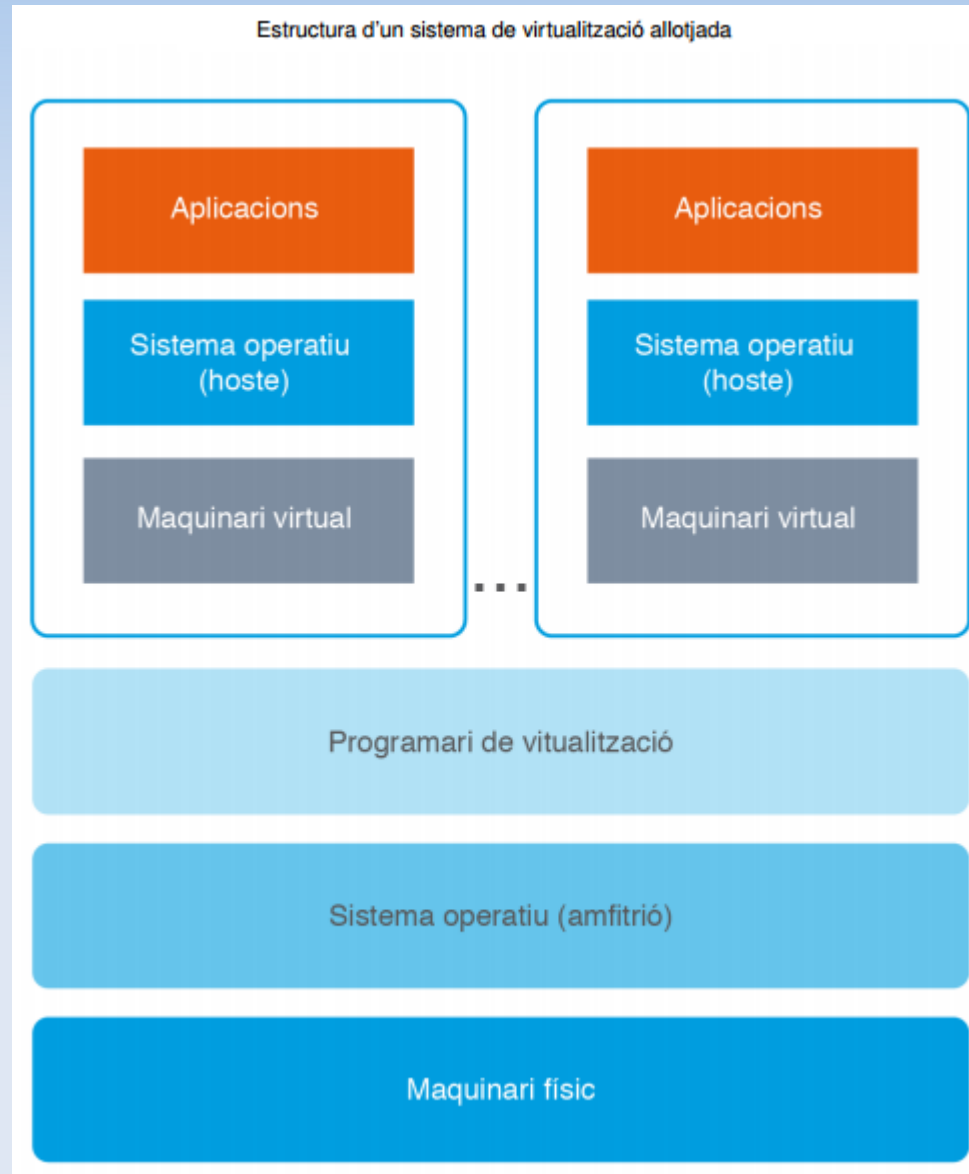 Estructura d'un sistema de virtualització allotjada
Aplicacions
Sistema operatiu
(hoste)
Maquinari virtual
...
Aplicacions
Sistema operatiu
(hoste)
Maquinari virtual
Programari de vitualització
Sistema operatiu (amfitrió)
Maquinari físic